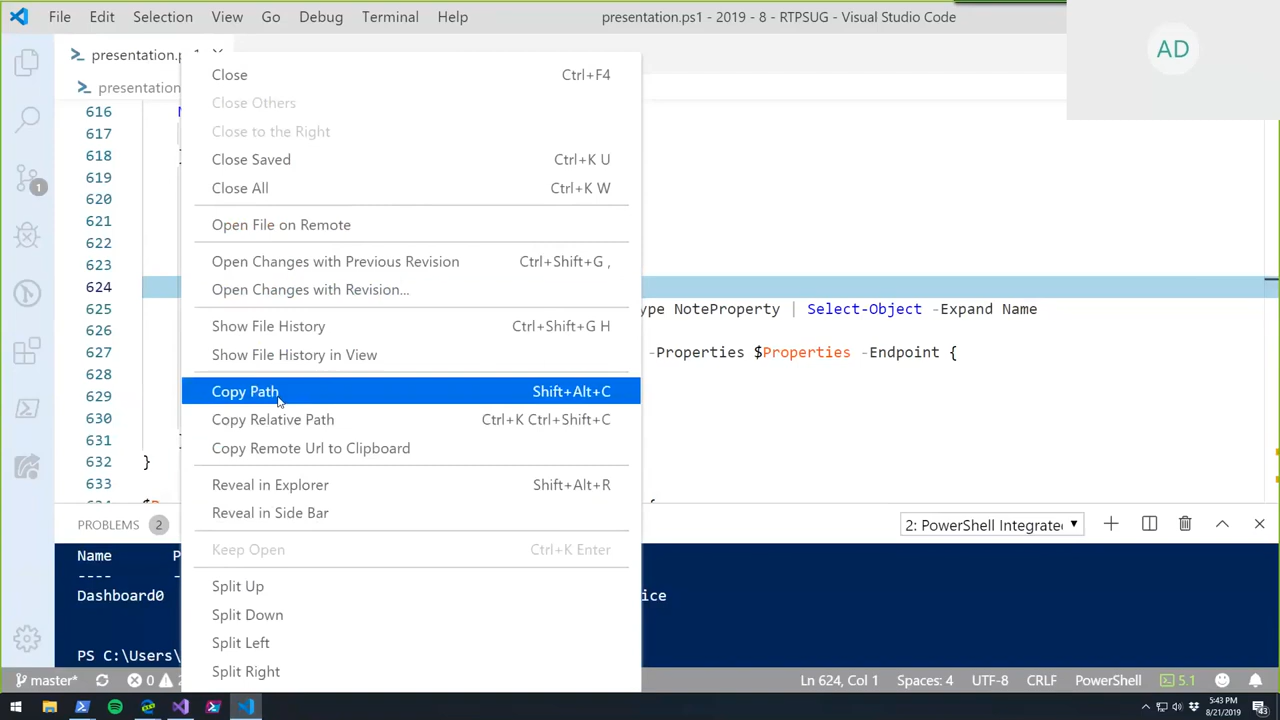 File Edit Selection View Go Debug Terminal Help presentation.ps1 - 2019 - 8 - RTPSUG - Visual Studio Code
AD
presentation.ps1
presentation
Close Ctrl+F4
Close Others
Close to the Right
Close Saved Ctrl+K U
Close All Ctrl+K W
Open File on Remote
Open Changes with Previous Revision Ctrl+Shift+G ,
Open Changes with Revision...
Show File History Ctrl+Shift+G H
Show File History in View
Copy Path Shift+Alt+C
Copy Relative Path Ctrl+K Ctrl+Shift+C
Copy Remote Url to Clipboard
Reveal in Explorer Shift+Alt+R
Reveal in Side Bar
Keep Open Ctrl+K Enter
Split Up
Split Down
Split Left
Split Right
616
617
618
619
620
621
622
623
624
625 ype NoteProperty | Select-Object -Expand Name
626
627 -Properties $Properties -Endpoint {
628
629
630
631
632 }
633
1
PROBLEMS 2
2: PowerShell Integrated
Name P
---- -
Dashboard0 ice
PS C:\Users\
master* 0 Ln 624, Col 1 Spaces: 4 UTF-8 CRLF PowerShell 5.1
5:43 PM
8/21/2019
43